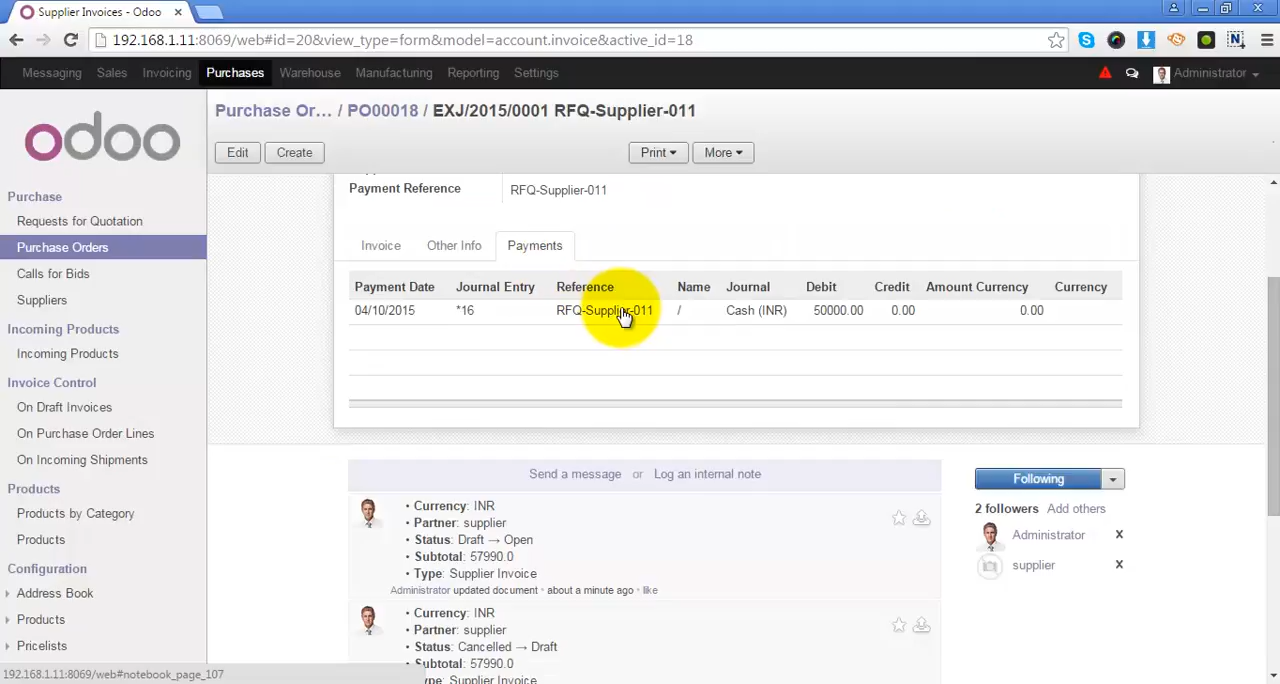 Supplier Invoices - Odoo ×
192.168.1.11:8069/web#id=20&view_type=form&model=account.invoice&active_id=18
Messaging Sales Invoicing Purchases Warehouse Manufacturing Reporting Settings Administrator
odoo
Purchase Or... / PO00018 / EXJ/2015/0001 RFQ-Supplier-011
Edit Create Print More
Purchase
Requests for Quotation
Purchase Orders
Calls for Bids
Suppliers
Incoming Products
Incoming Products
Invoice Control
On Draft Invoices
On Purchase Order Lines
On Incoming Shipments
Products
Products by Category
Products
Configuration
Address Book
Products
Pricelists
Payment Reference RFQ-Supplier-011
Invoice Other Info Payments
Payment Date Journal Entry Reference Name Journal Debit Credit Amount Currency Currency
04/10/2015 *16 RFQ-Supplier-011 / Cash (INR) 50000.00 0.00 0.00
Send a message or Log an internal note
• Currency: INR
• Partner: supplier
• Status: Draft → Open
• Subtotal: 57990.0
• Type: Supplier Invoice
Administrator updated document · about a minute ago · like
• Currency: INR
• Partner: supplier
• Status: Cancelled → Draft
• Subtotal: 57990.0
Type: Supplier Invoice
Following
2 followers Add others
Administrator x
supplier x
192.168.1.11:8069/web#notebook_page_107